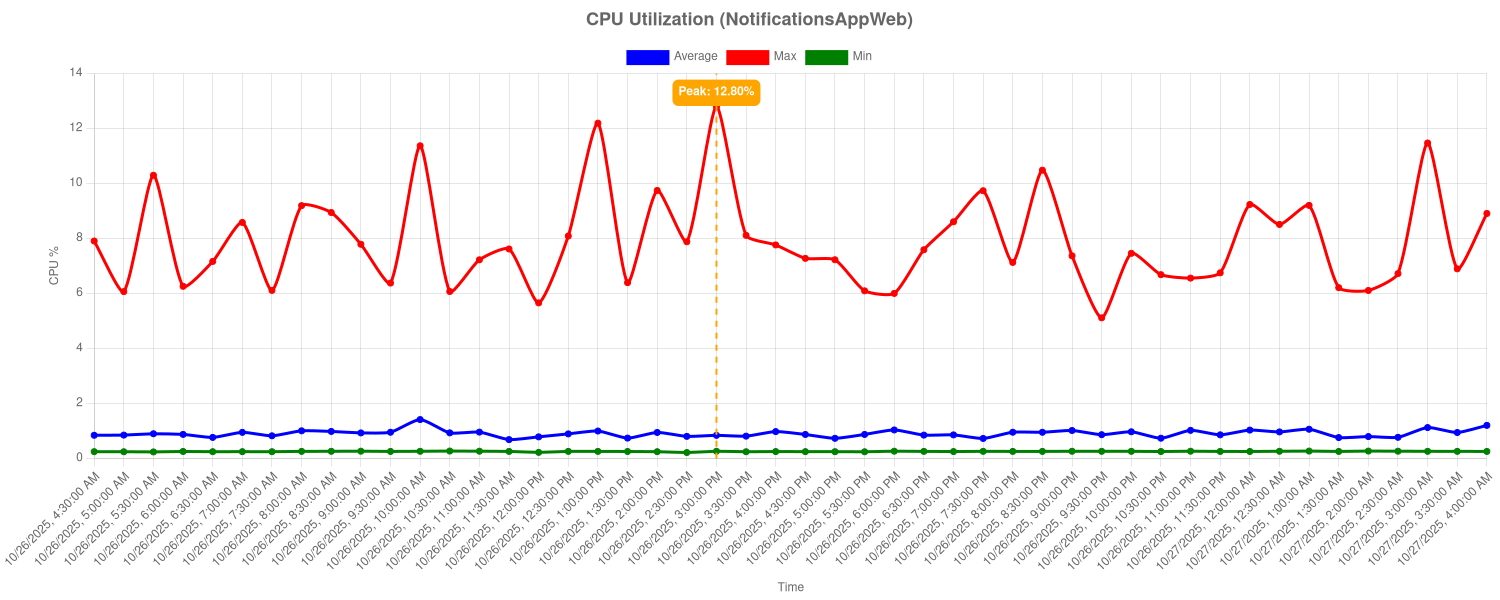 CPU Utilization (NotificationsAppWeb)
Average Max Min
Peak: 12.80%
14
12
10
8
6
4
2
0
CPU %
10/26/2025, 4:30:00 AM
10/26/2025, 5:00:00 AM
10/26/2025, 5:30:00 AM
10/26/2025, 6:00:00 AM
10/26/2025, 6:30:00 AM
10/26/2025, 7:00:00 AM
10/26/2025, 7:30:00 AM
10/26/2025, 8:00:00 AM
10/26/2025, 8:30:00 AM
10/26/2025, 9:00:00 AM
10/26/2025, 9:30:00 AM
10/26/2025, 10:00:00 AM
10/26/2025, 10:30:00 AM
10/26/2025, 11:00:00 AM
10/26/2025, 11:30:00 AM
10/26/2025, 12:00:00 PM
10/26/2025, 12:30:00 PM
10/26/2025, 1:00:00 PM
10/26/2025, 1:30:00 PM
10/26/2025, 2:00:00 PM
10/26/2025, 2:30:00 PM
10/26/2025, 3:00:00 PM
10/26/2025, 3:30:00 PM
10/26/2025, 4:00:00 PM
10/26/2025, 4:30:00 PM
10/26/2025, 5:00:00 PM
10/26/2025, 5:30:00 PM
10/26/2025, 6:00:00 PM
10/26/2025, 6:30:00 PM
10/26/2025, 7:00:00 PM
10/26/2025, 7:30:00 PM
10/26/2025, 8:00:00 PM
10/26/2025, 8:30:00 PM
10/26/2025, 9:00:00 PM
10/26/2025, 9:30:00 PM
10/26/2025, 10:00:00 PM
10/26/2025, 10:30:00 PM
10/26/2025, 11:00:00 PM
10/26/2025, 11:30:00 PM
10/27/2025, 12:00:00 AM
10/27/2025, 12:30:00 AM
10/27/2025, 1:00:00 AM
10/27/2025, 1:30:00 AM
10/27/2025, 2:00:00 AM
10/27/2025, 2:30:00 AM
10/27/2025, 3:00:00 AM
10/27/2025, 3:30:00 AM
10/27/2025, 4:00:00 AM
Time